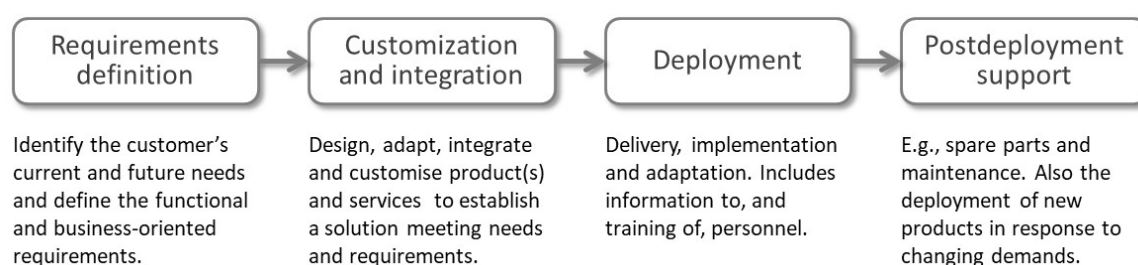 Requirements
definition
Customization
and integration
Deployment
Postdeployment
support
Identify the customer’s
current and future needs
and define the functional
and business-oriented
requirements.
Design, adapt, integrate
and customise product(s)
and services to establish
a solution meeting needs
and requirements.
Delivery, implementation
and adaptation. Includes
information to, and
training of, personnel.
E.g., spare parts and
maintenance. Also the
deployment of new
products in response to
changing demands.